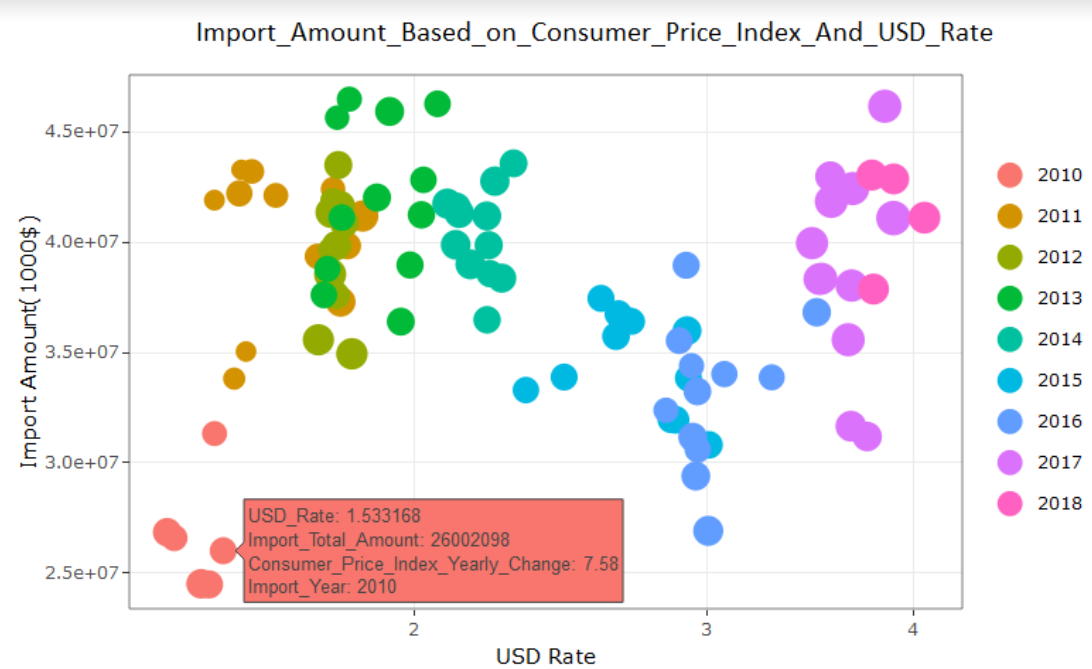 Import_Amount_Based_on_Consumer_Price_Index_And_USD_Rate
Import Amount( 1000$ )
4.5e+07
4.0e+07
3.5e+07
3.0e+07
2.5e+07
USD_Rate: 1.533168
Import_Total_Amount: 26002098
Consumer_Price_Index_Yearly_Change: 7.58
Import_Year: 2010
2 3 4
USD Rate
2010
2011
2012
2013
2014
2015
2016
2017
2018